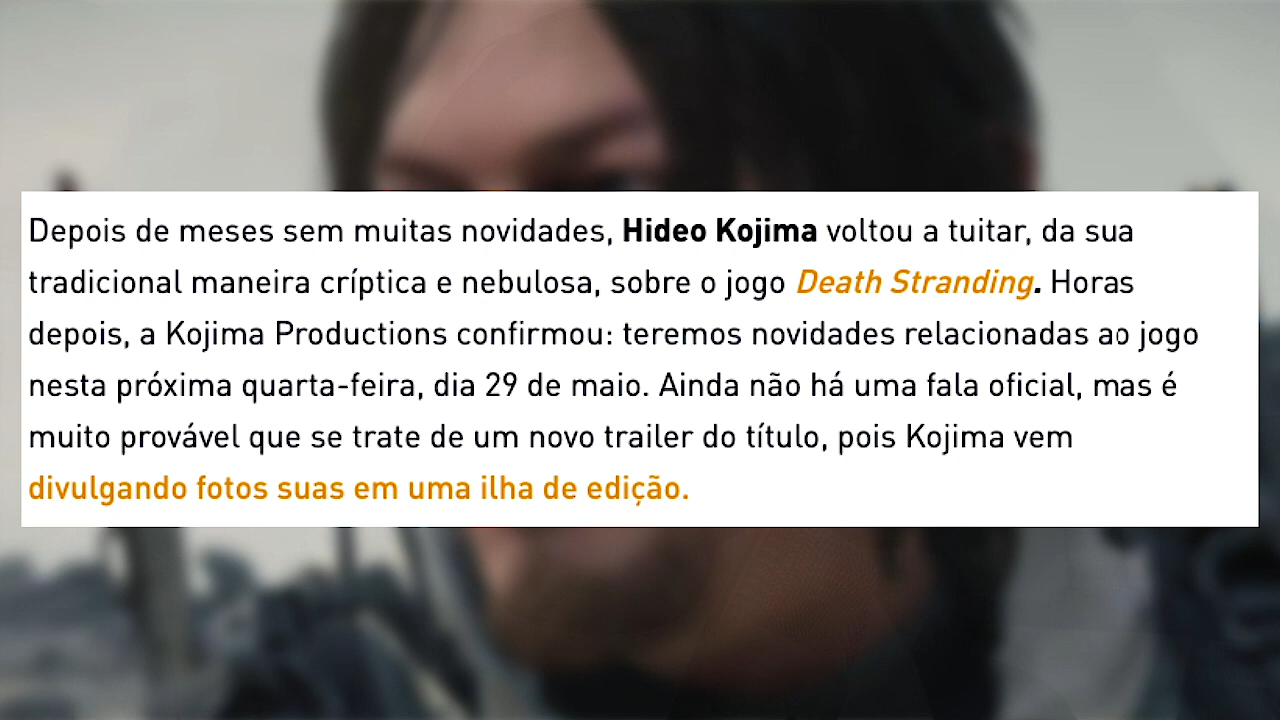 Depois de meses sem muitas novidades, Hideo Kojima voltou a tuitar, da sua
tradicional maneira críptica e nebulosa, sobre o jogo Death Stranding. Horas
depois, a Kojima Productions confirmou: teremos novidades relacionadas ao jogo
nesta próxima quarta-feira, dia 29 de maio. Ainda não há uma fala oficial, mas é
muito provável que se trate de um novo trailer do título, pois Kojima vem
divulgando fotos suas em uma ilha de edição.